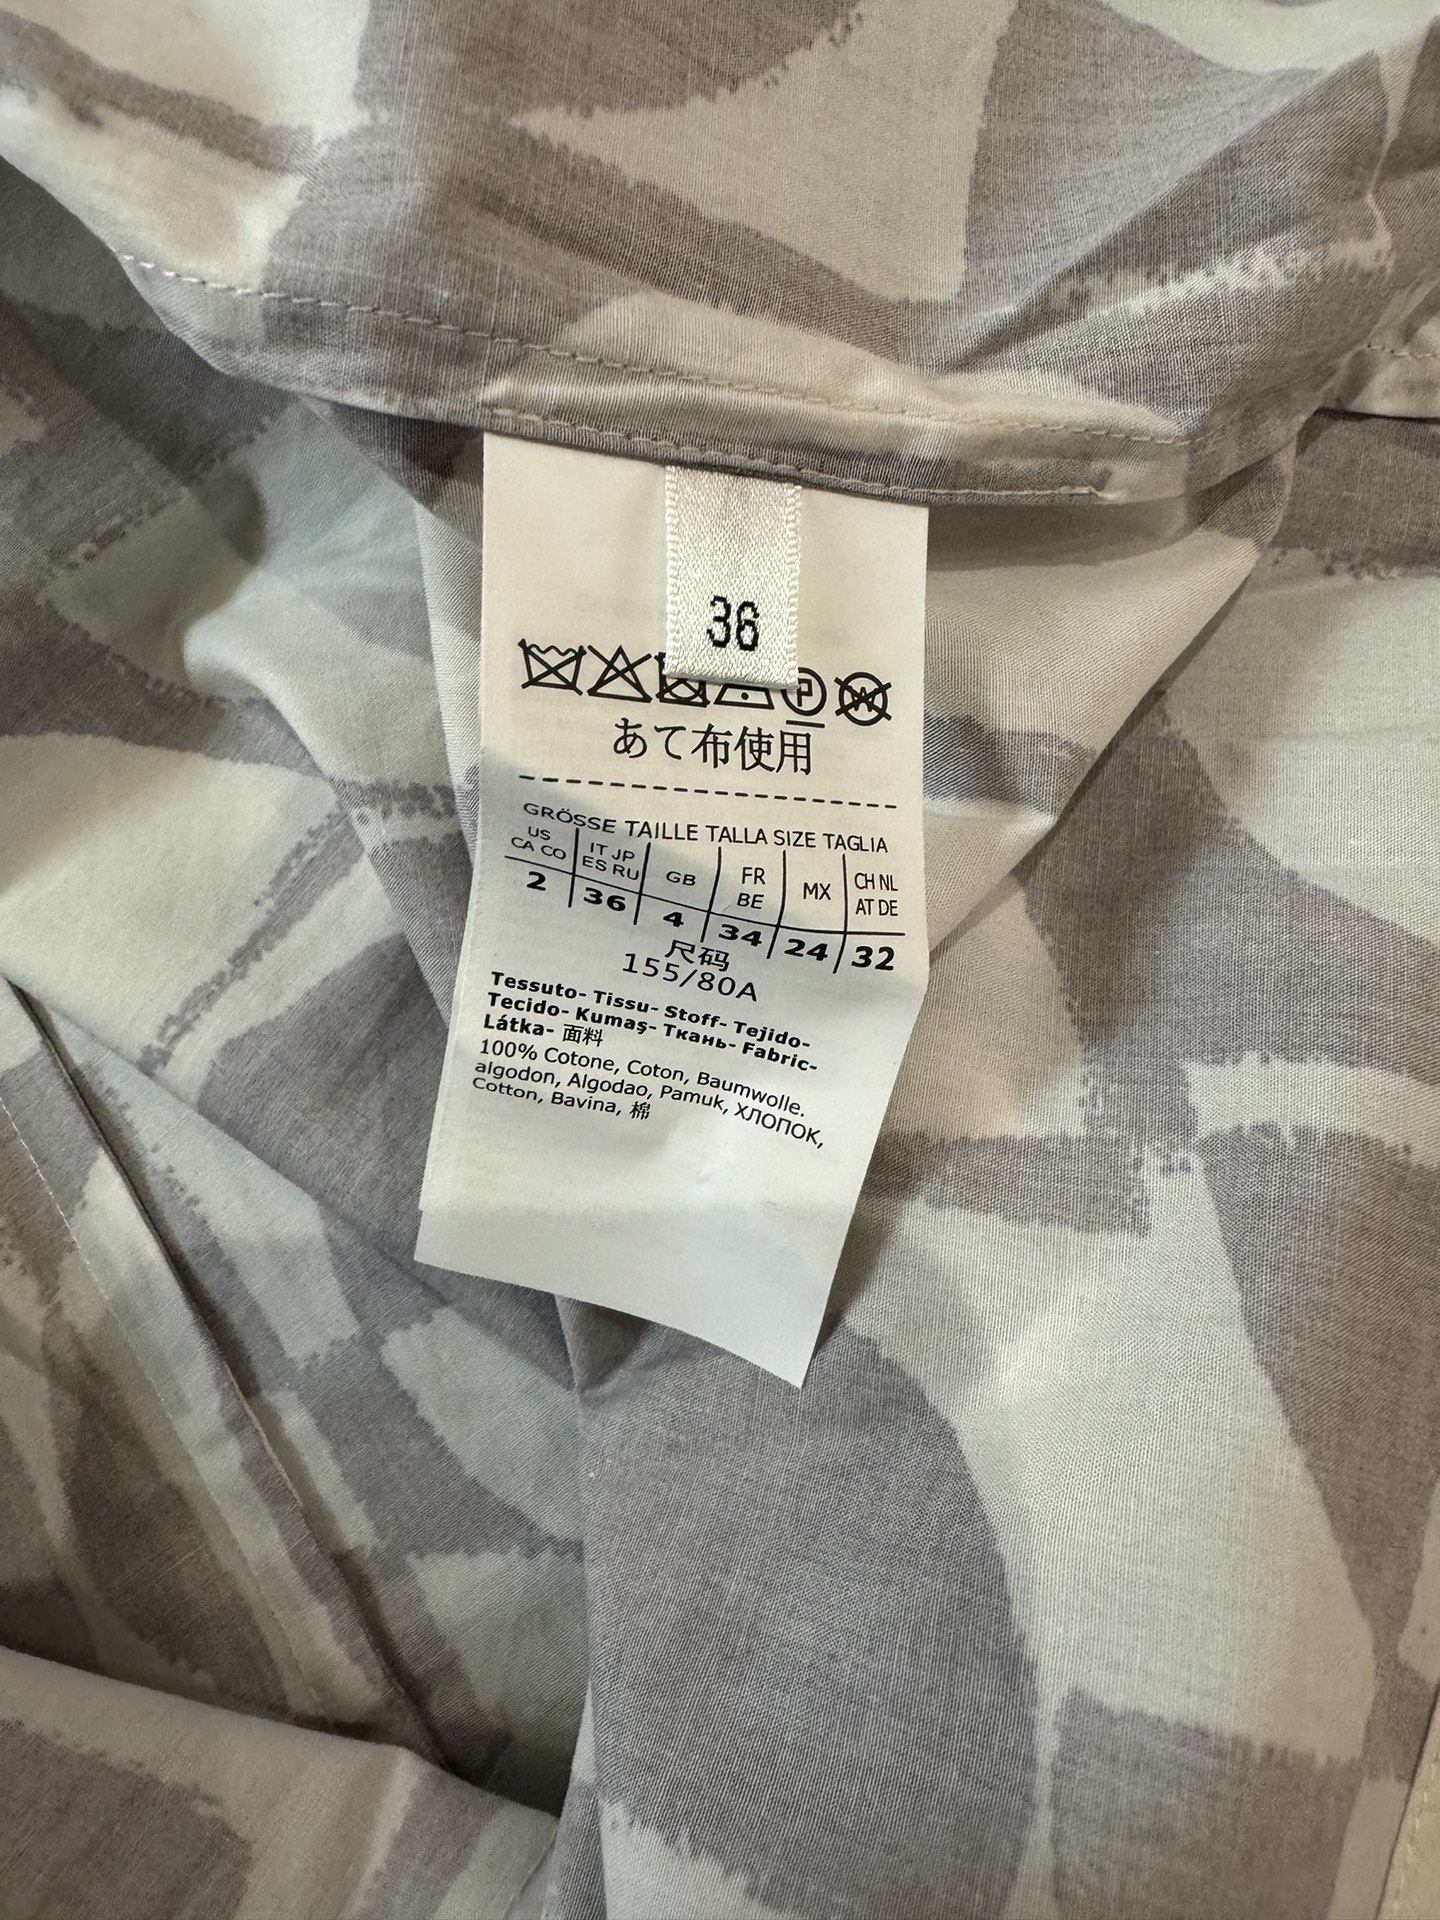 36
P W
あて布使用
GRÖSSE TAILLE TALLA SIZE TAGLIA
US CA CO IT JP ES RU GB FR BE MX CH NL AT DE
2 36 4 34 24 32
尺码
155/80A
Tessuto- Tissu- Stoff- Tejido-
Tecido- Kumaş- Ткань- Fabric-
Látka- 面料
100% Cotone, Coton, Baumwolle.
algodon, Algodao, Pamuk, ХЛОПОК,
Cotton, Bavina, 棉